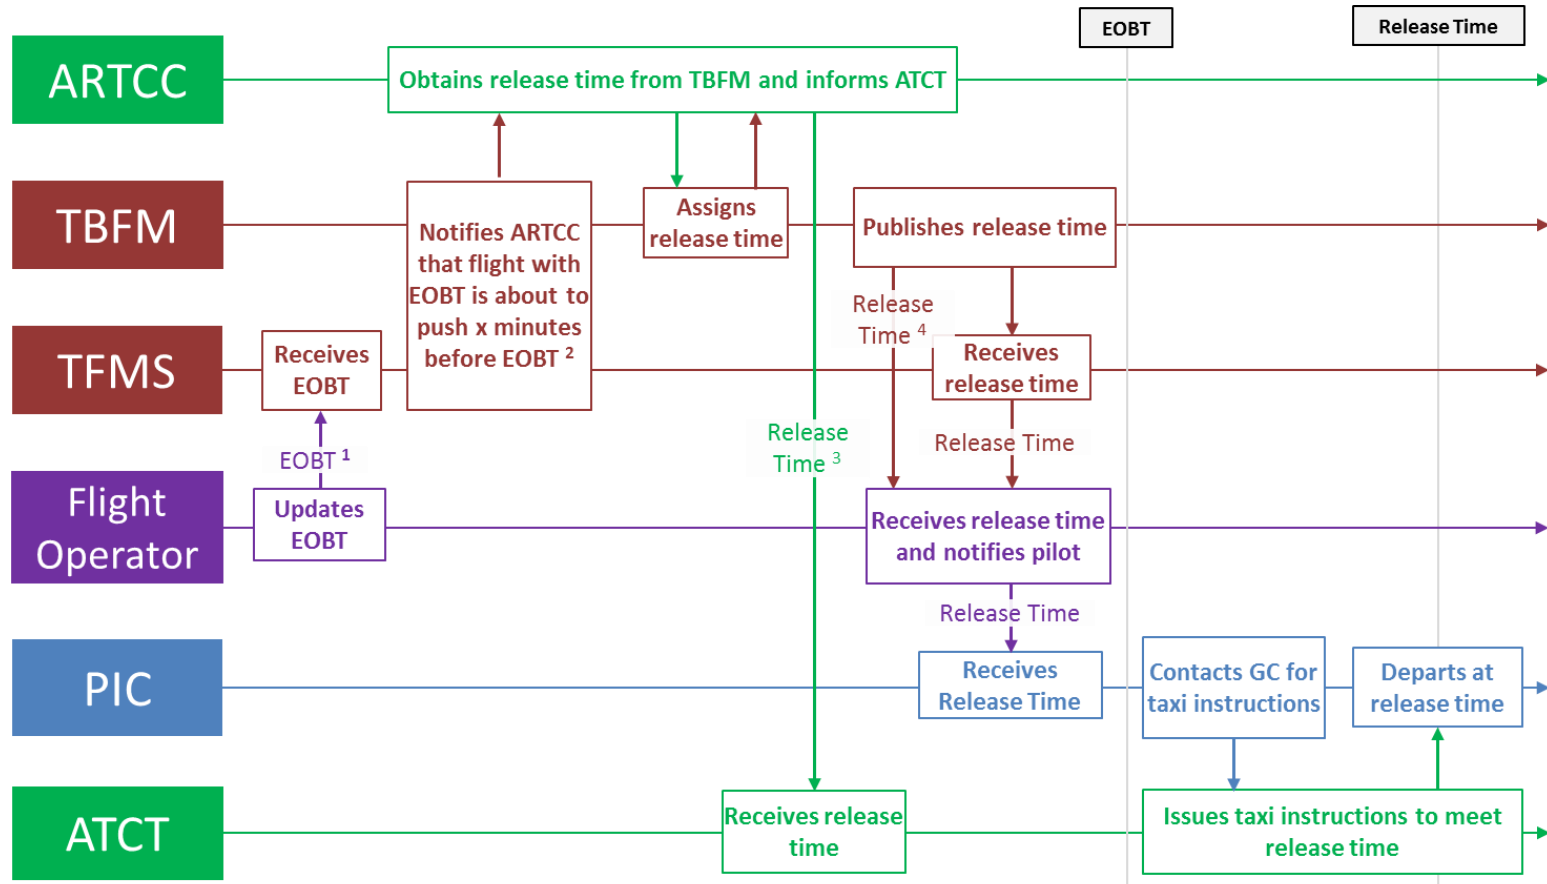 EOBT
Release Time
ARTCC
Obtains release time from TBFM and informs ATCT
TBFM
Notifies ARTCC
that flight with
EOBT is about to
push x minutes
before EOBT ²
Assigns
release time
Publishes release time
Release
Time ⁴
TFMS
Receives
EOBT
Receives
release time
EOBT ¹
Release
Time ³
Release Time
Flight
Operator
Updates
EOBT
Receives release time
and notifies pilot
Release Time
PIC
Receives
Release Time
Contacts GC for
taxi instructions
Departs at
release time
ATCT
Receives release
time
Issues taxi instructions to meet
release time